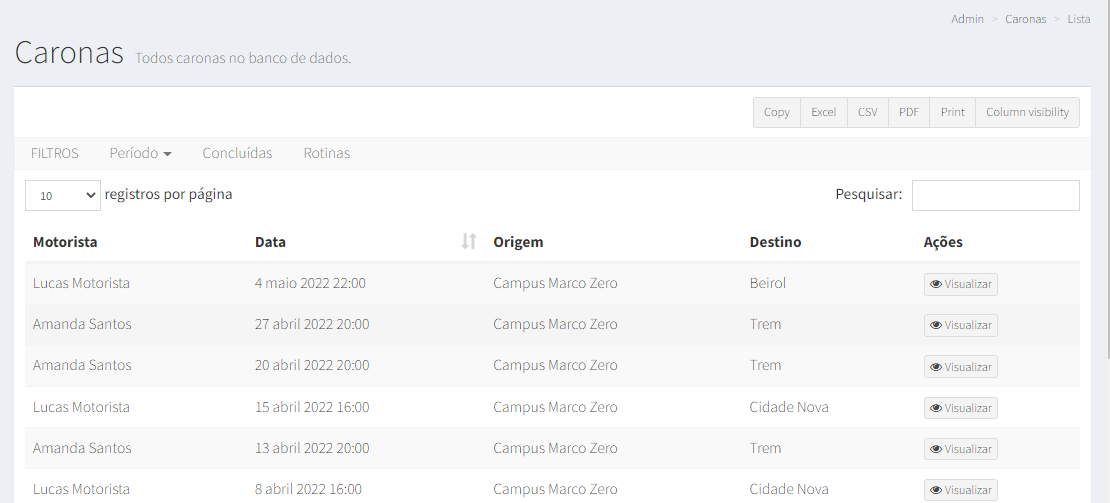 Admin > Caronas > Lista
Caronas Todos caronas no banco de dados.
Copy Excel CSV PDF Print Column visibility
FILTROS Período Concluídas Rotinas
10 registros por página Pesquisar:
Motorista Data Origem Destino Ações
Lucas Motorista 4 maio 2022 22:00 Campus Marco Zero Beirol Visualizar
Amanda Santos 27 abril 2022 20:00 Campus Marco Zero Trem Visualizar
Amanda Santos 20 abril 2022 20:00 Campus Marco Zero Trem Visualizar
Lucas Motorista 15 abril 2022 16:00 Campus Marco Zero Cidade Nova Visualizar
Amanda Santos 13 abril 2022 20:00 Campus Marco Zero Trem Visualizar
Lucas Motorista 8 abril 2022 16:00 Campus Marco Zero Cidade Nova Visualizar